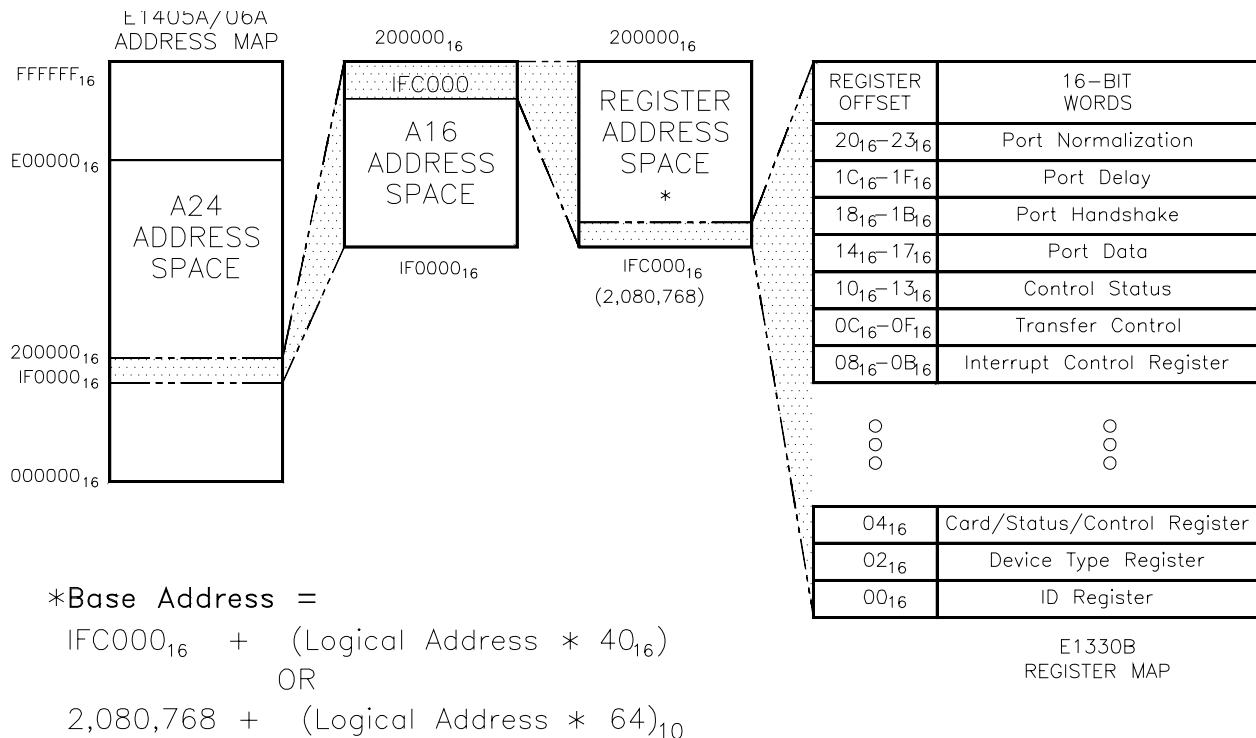 E1405A/06A
ADDRESS MAP
FFFFFF16
E0000016
A24
ADDRESS
SPACE
20000016
IF000016
00000016
20000016
IFC000
A16
ADDRESS
SPACE
IF000016
20000016
REGISTER
ADDRESS
SPACE
*
IFC00016
(2,080,768)
REGISTER OFFSET 16-BIT WORDS
2016-2316 Port Normalization
1C16-1F16 Port Delay
1816-1B16 Port Handshake
1416-1716 Port Data
1016-1316 Control Status
0C16-0F16 Transfer Control
0816-0B16 Interrupt Control Register
0416 Card/Status/Control Register
0216 Device Type Register
0016 ID Register
E1330B
REGISTER MAP
*Base Address =
IFC00016 + (Logical Address * 4016)
OR
2,080,768 + (Logical Address * 64)10